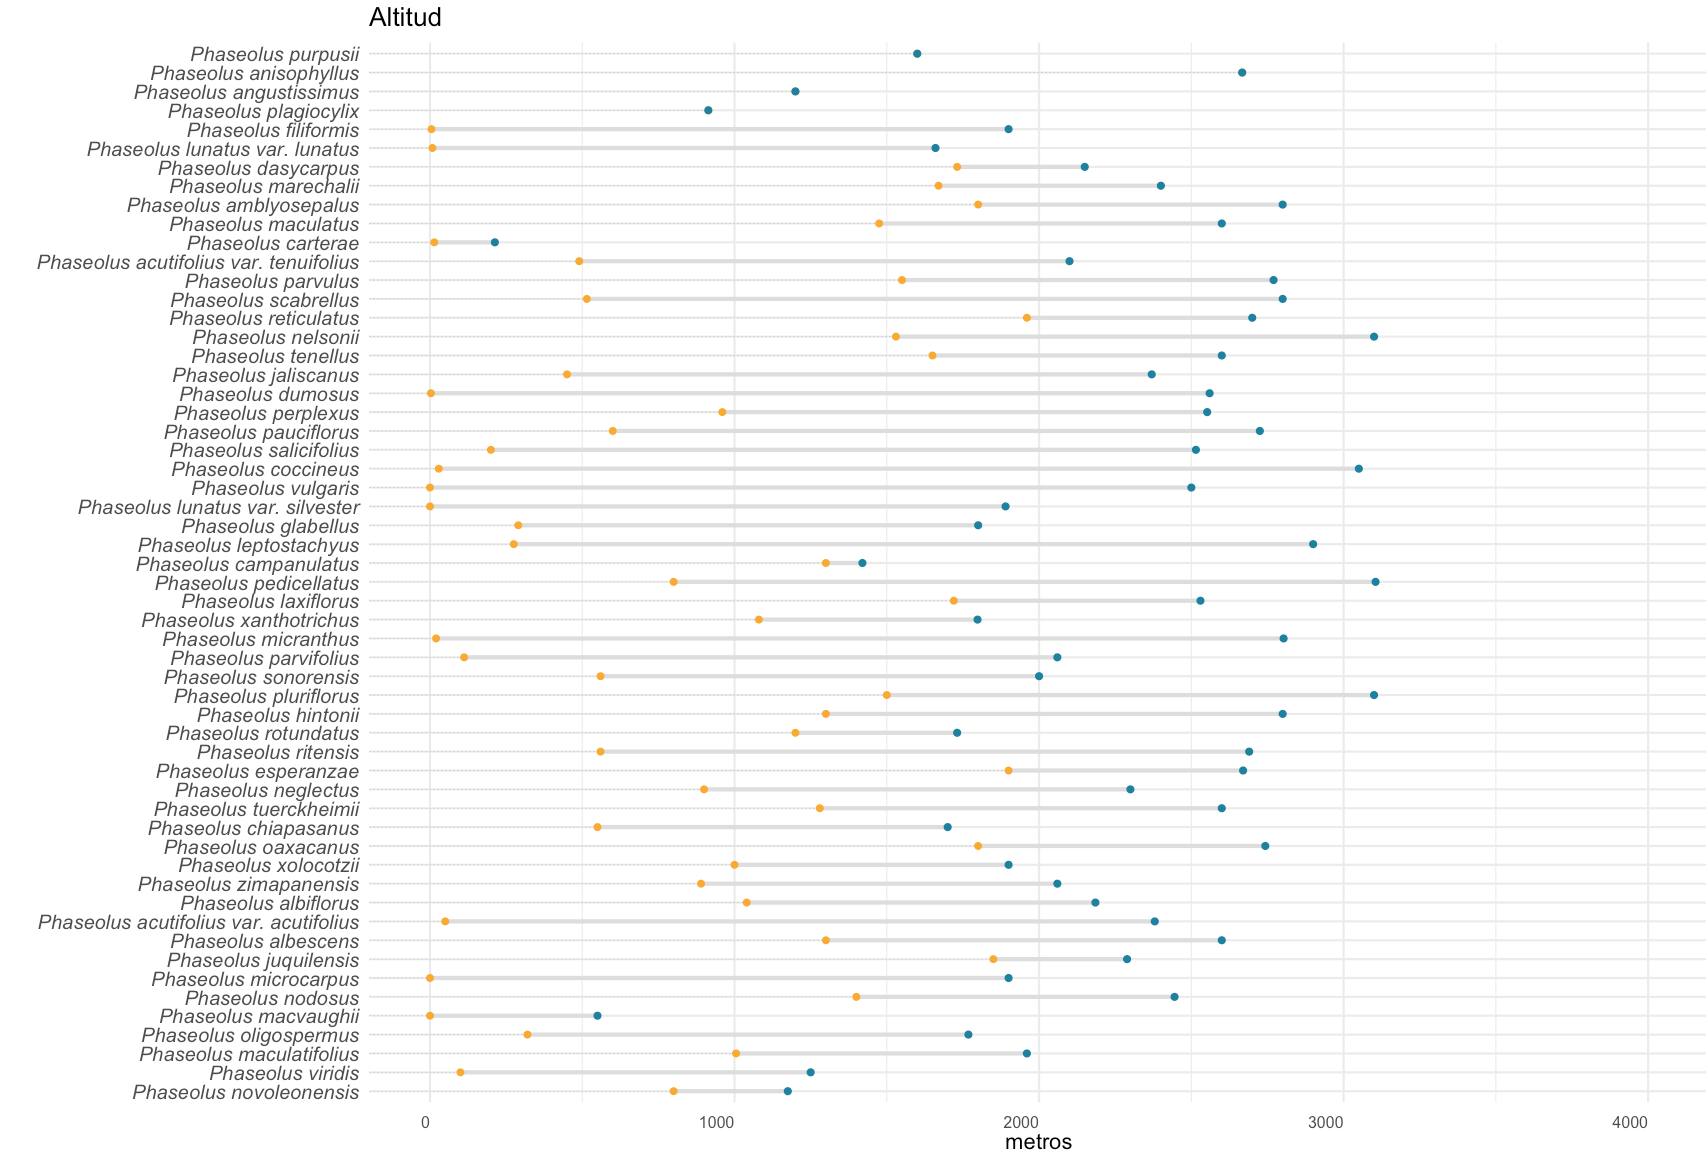 Altitud
Phaseolus purpusii
Phaseolus anisophyllus
Phaseolus angustissimus
Phaseolus plagiocylix
Phaseolus filiformis
Phaseolus lunatus var. lunatus
Phaseolus dasycarpus
Phaseolus marechalii
Phaseolus amblyosepalus
Phaseolus maculatus
Phaseolus carterae
Phaseolus acutifolius var. tenuifolius
Phaseolus parvulus
Phaseolus scabrellus
Phaseolus reticulatus
Phaseolus nelsonii
Phaseolus tenellus
Phaseolus jaliscanus
Phaseolus dumosus
Phaseolus perplexus
Phaseolus pauciflorus
Phaseolus salicifolius
Phaseolus coccineus
Phaseolus vulgaris
Phaseolus lunatus var. silvester
Phaseolus glabellus
Phaseolus leptostachyus
Phaseolus campanulatus
Phaseolus pedicellatus
Phaseolus laxiflorus
Phaseolus xanthotrichus
Phaseolus micranthus
Phaseolus parvifolius
Phaseolus sonorensis
Phaseolus pluriflorus
Phaseolus hintonii
Phaseolus rotundatus
Phaseolus ritensis
Phaseolus esperanzae
Phaseolus neglectus
Phaseolus tuerckheimii
Phaseolus chiapasanus
Phaseolus oaxacanus
Phaseolus xolocotzii
Phaseolus zimapanensis
Phaseolus albiflorus
Phaseolus acutifolius var. acutifolius
Phaseolus albescens
Phaseolus juquilensis
Phaseolus microcarpus
Phaseolus nodosus
Phaseolus macvaughii
Phaseolus oligospermus
Phaseolus maculatifolius
Phaseolus viridis
Phaseolus novoleonensis
0 1000 2000 3000 4000
metros